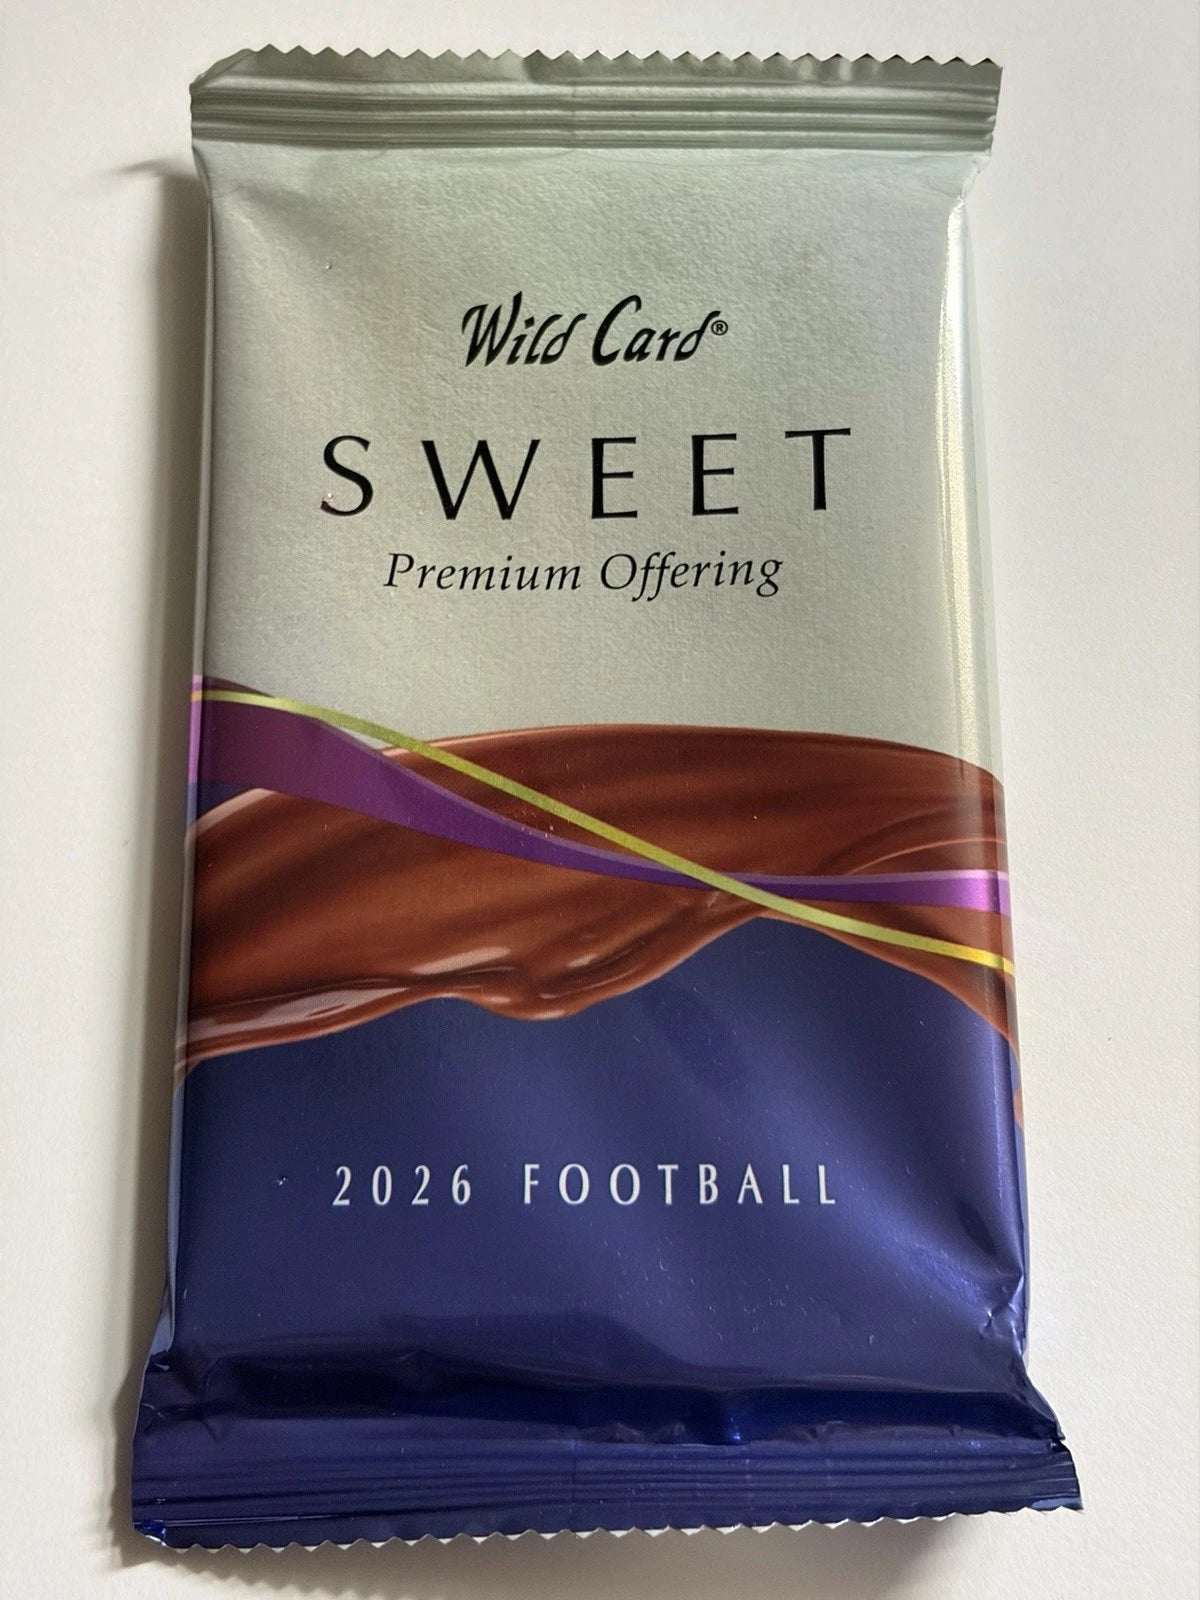 Wild Card®
SWEET
Premium Offering
2026 FOOTBALL